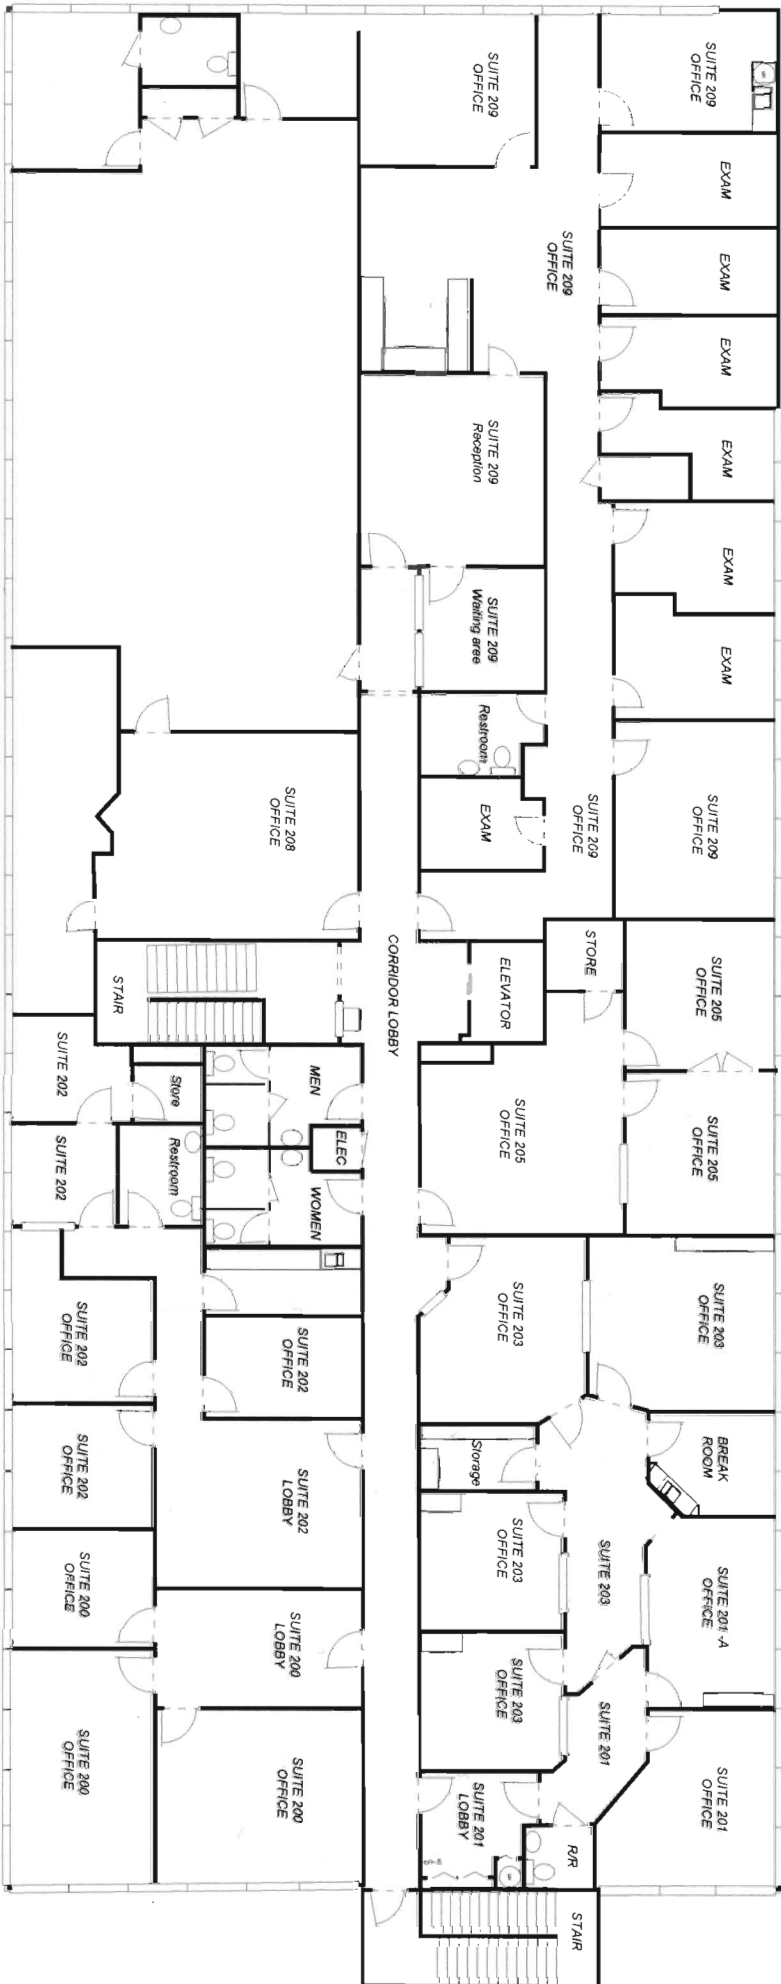 SUITE 209
OFFICE
SUITE 209
OFFICE
EXAM
SUITE 209
OFFICE
EXAM
EXAM
SUITE 209
Raception
EXAM
EXAM
SUITE 209
Waiting area
EXAM
Restroom
SUITE 208
OFFICE
EXAM
SUITE 209
OFFICE
SUITE 209
OFFICE
CORRIDOR LOBBY
STAIR
ELEVATOR
STORE
SUITE 205
OFFICE
SUITE 202
Store
MEN
SUITE 205
OFFICE
SUITE 205
OFFICE
SUITE 202
Restroom
ELEC
WOMEN
SUITE 203
OFFICE
SUITE 203
OFFICE
SUITE 202
OFFICE
SUITE 202
OFFICE
SUITE 202
OFFICE
SUITE 202
LOBBY
Storage
BREAK
ROOM
SUITE 203
OFFICE
SUITE 203
SUITE 201 -A
OFFICE
SUITE 200
OFFICE
SUITE 200
LOBBY
SUITE 203
OFFICE
SUITE 201
SUITE 200
OFFICE
SUITE 200
OFFICE
SUITE 201
LOBBY
R/R
SUITE 201
OFFICE
STAIR